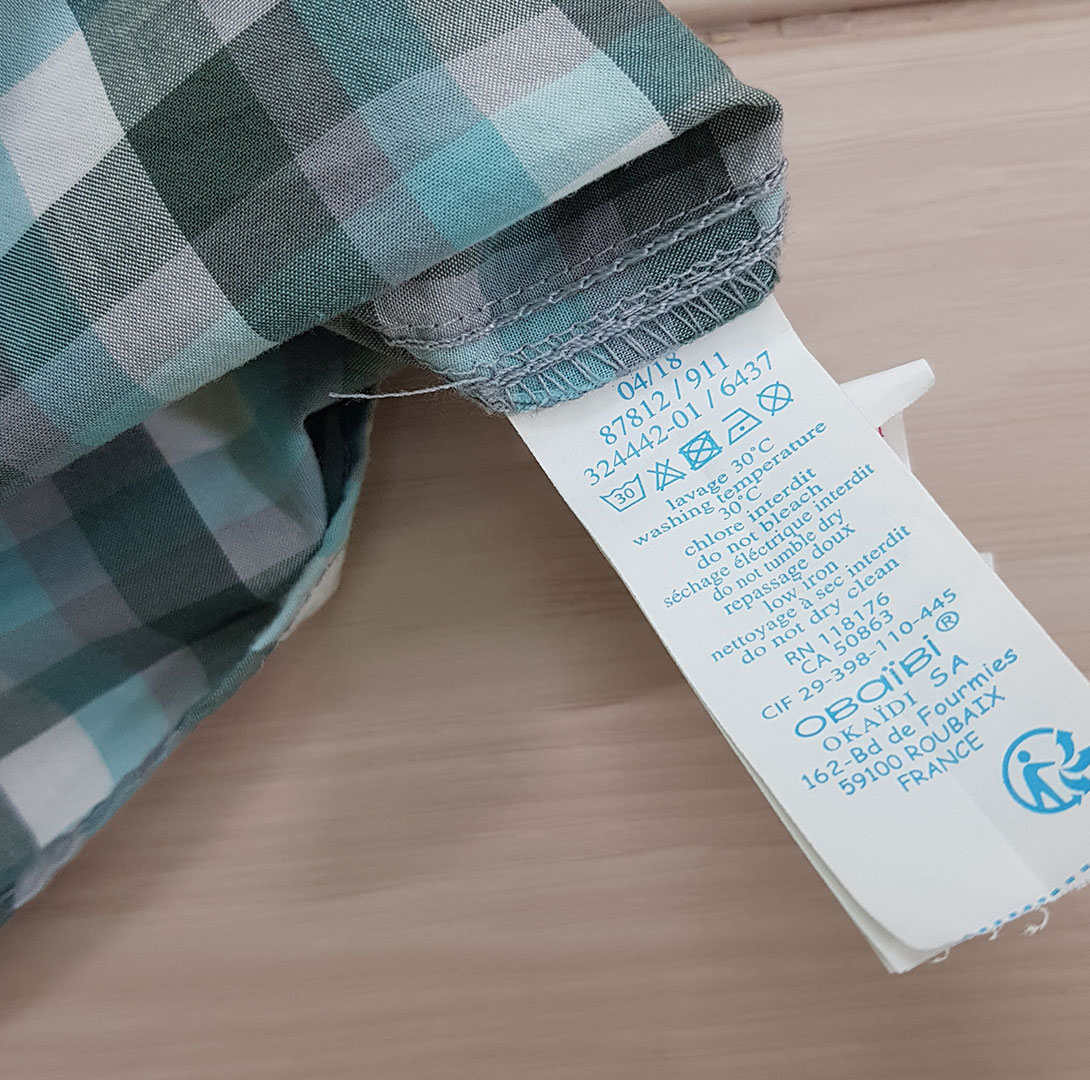 04/18
87812 / 911
324442-01 / 6437
30
lavage 30°C
washing temperature
30°C
chlore interdit
do not bleach
séchage éléctrique interdit
do not tumble dry
repassage doux
low iron
nettoyage à sec interdit
do not dry clean
RN 118176
CA 50863
CIF 29-398-110-445
OBaïBi®
OKAÏDI SA
162-Bd de Fourmies
59100 ROUBAIX
FRANCE